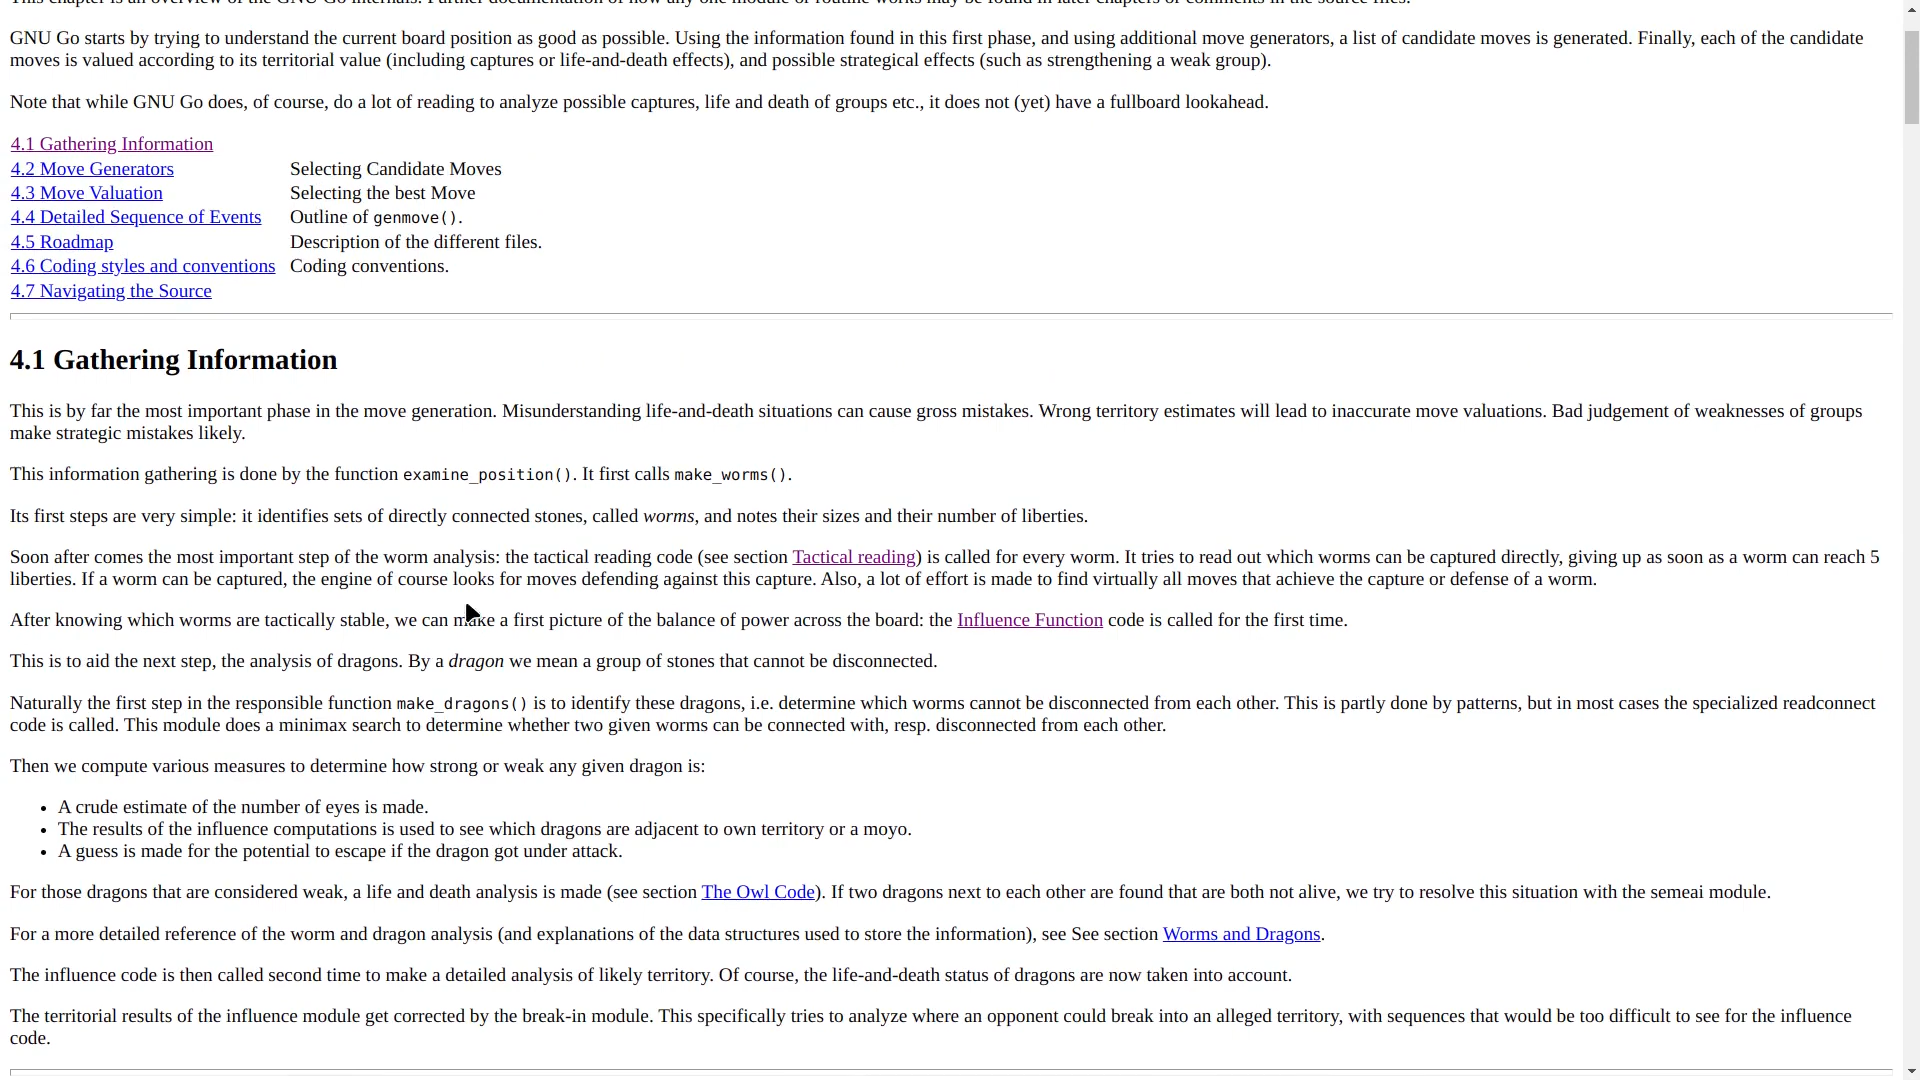 This chapter is an overview of the GNU Go internals. Further documentation of how any one module or routine works may be found in later chapters or comments in the source files.
GNU Go starts by trying to understand the current board position as good as possible. Using the information found in this first phase, and using additional move generators, a list of candidate moves is generated. Finally, each of the candidate
moves is valued according to its territorial value (including captures or life-and-death effects), and possible strategical effects (such as strengthening a weak group).
Note that while GNU Go does, of course, do a lot of reading to analyze possible captures, life and death of groups etc., it does not (yet) have a fullboard lookahead.
4.1 Gathering Information
4.2 Move Generators Selecting Candidate Moves
4.3 Move Valuation Selecting the best Move
4.4 Detailed Sequence of Events Outline of genmove().
4.5 Roadmap Description of the different files.
4.6 Coding styles and conventions Coding conventions.
4.7 Navigating the Source
4.1 Gathering Information
This is by far the most important phase in the move generation. Misunderstanding life-and-death situations can cause gross mistakes. Wrong territory estimates will lead to inaccurate move valuations. Bad judgement of weaknesses of groups
make strategic mistakes likely.
This information gathering is done by the function examine_position(). It first calls make_worms().
Its first steps are very simple: it identifies sets of directly connected stones, called worms, and notes their sizes and their number of liberties.
Soon after comes the most important step of the worm analysis: the tactical reading code (see section Tactical reading) is called for every worm. It tries to read out which worms can be captured directly, giving up as soon as a worm can reach 5
liberties. If a worm can be captured, the engine of course looks for moves defending against this capture. Also, a lot of effort is made to find virtually all moves that achieve the capture or defense of a worm.
After knowing which worms are tactically stable, we can make a first picture of the balance of power across the board: the Influence Function code is called for the first time.
This is to aid the next step, the analysis of dragons. By a dragon we mean a group of stones that cannot be disconnected.
Naturally the first step in the responsible function make_dragons() is to identify these dragons, i.e. determine which worms cannot be disconnected from each other. This is partly done by patterns, but in most cases the specialized readconnect
code is called. This module does a minimax search to determine whether two given worms can be connected with, resp. disconnected from each other.
Then we compute various measures to determine how strong or weak any given dragon is:
• A crude estimate of the number of eyes is made.
• The results of the influence computations is used to see which dragons are adjacent to own territory or a moyo.
• A guess is made for the potential to escape if the dragon got under attack.
For those dragons that are considered weak, a life and death analysis is made (see section The Owl Code). If two dragons next to each other are found that are both not alive, we try to resolve this situation with the semeai module.
For a more detailed reference of the worm and dragon analysis (and explanations of the data structures used to store the information), see See section Worms and Dragons.
The influence code is then called second time to make a detailed analysis of likely territory. Of course, the life-and-death status of dragons are now taken into account.
The territorial results of the influence module get corrected by the break-in module. This specifically tries to analyze where an opponent could break into an alleged territory, with sequences that would be too difficult to see for the influence
code.